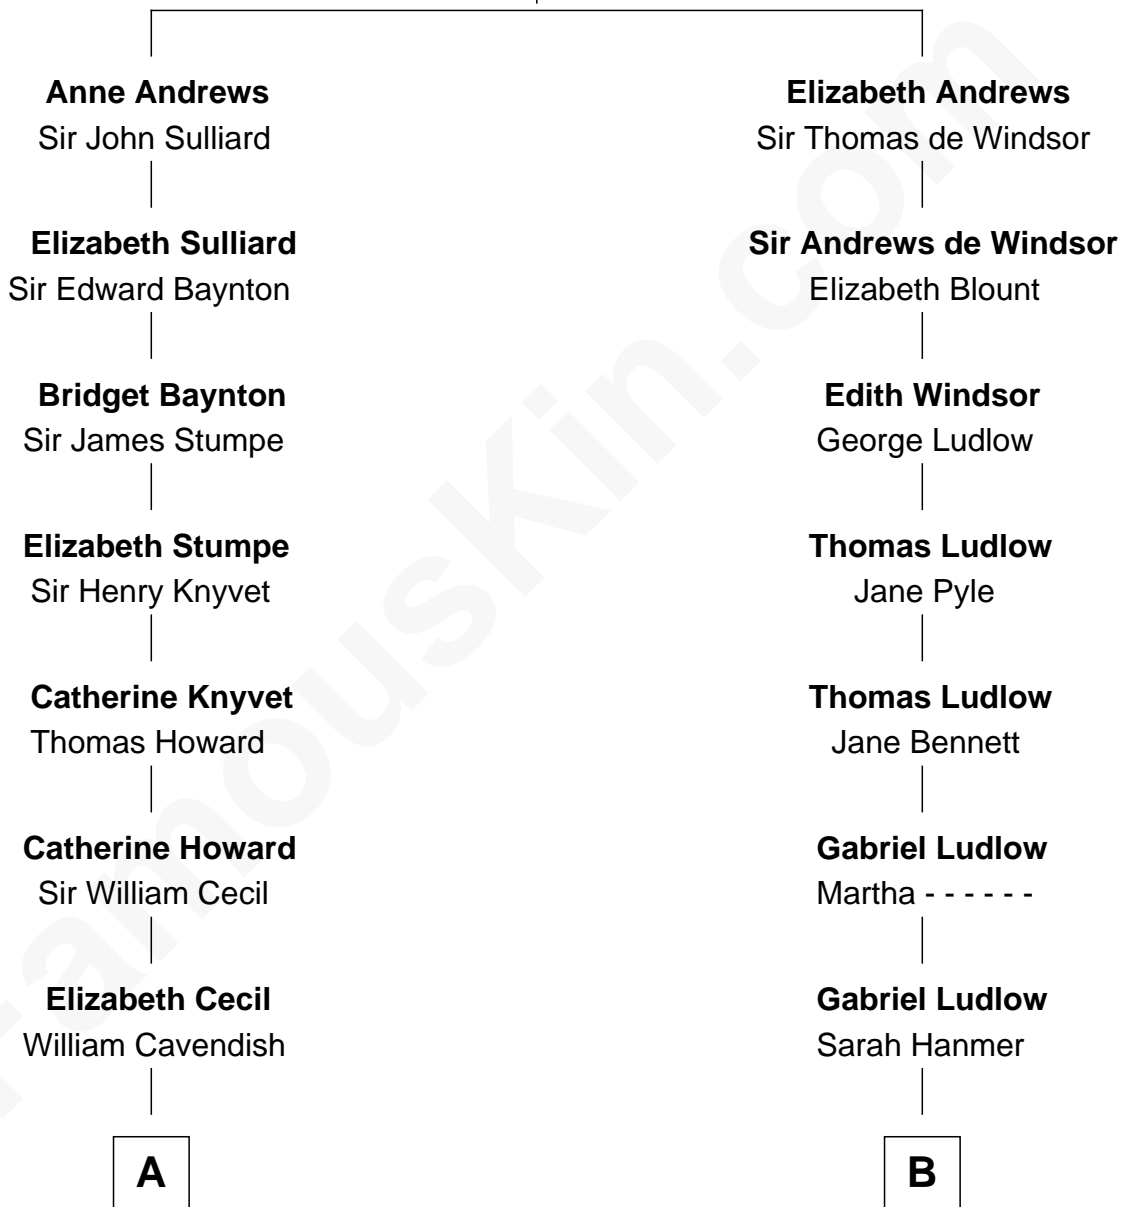 Anne Andrews
Sir John Sulliard
Elizabeth Sulliard
Sir Edward Baynton
Bridget Baynton
Sir James Stumpe
Elizabeth Stumpe
Sir Henry Knyvet
Catherine Knyvet
Thomas Howard
Catherine Howard
Sir William Cecil
Elizabeth Cecil
William Cavendish
A
Elizabeth Andrews
Sir Thomas de Windsor
Sir Andrews de Windsor
Elizabeth Blount
Edith Windsor
George Ludlow
Thomas Ludlow
Jane Pyle
Thomas Ludlow
Jane Bennett
Gabriel Ludlow
Martha - - - - - -
Gabriel Ludlow
Sarah Hanmer
B
FamousKin.com